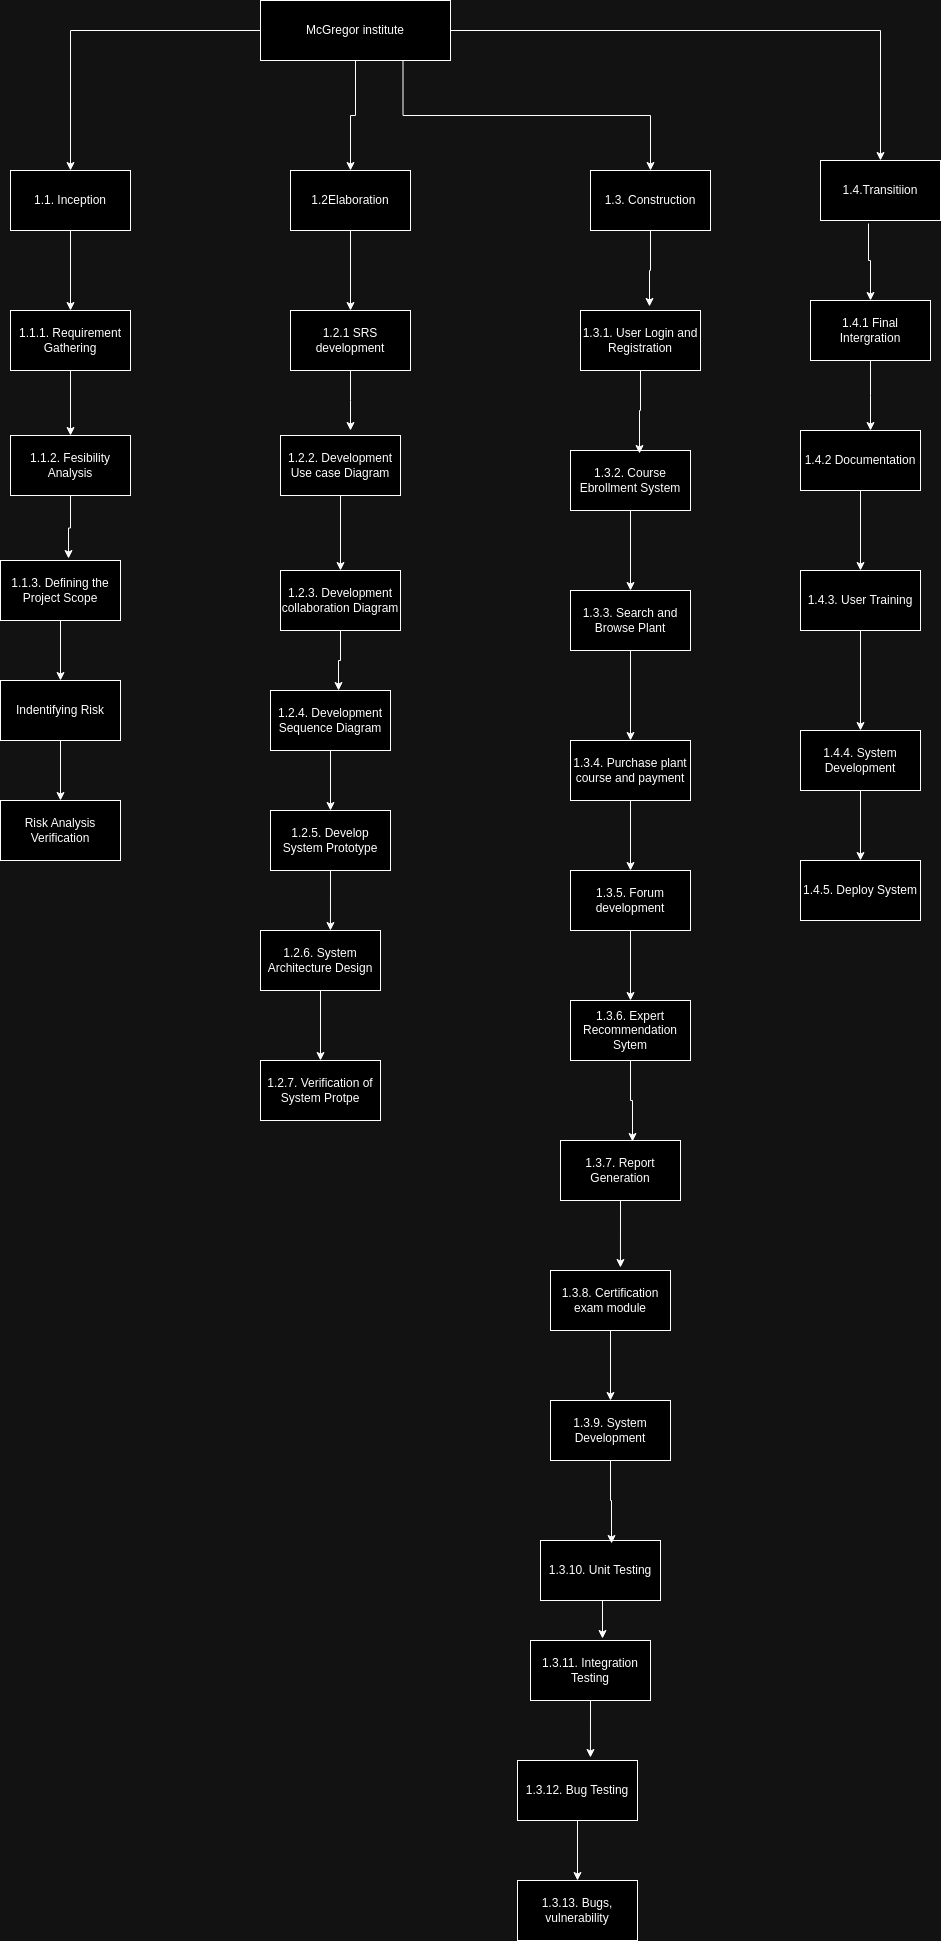 McGregor institute
1.1. Inception
1.1.1. Requirement
Gathering
1.1.2. Fesibility
Analysis
1.1.3. Defining the
Project Scope
Indentifying Risk
Risk Analysis
Verification
1.2Elaboration
1.2.1 SRS
development
1.2.2. Development
Use case Diagram
1.2.3. Development
collaboration Diagram
1.2.4. Development
Sequence Diagram
1.2.5. Develop
System Prototype
1.2.6. System
Architecture Design
1.2.7. Verification of
System Protpe
1.3. Construction
1.3.1. User Login and
Registration
1.3.2. Course
Ebrollment System
1.3.3. Search and
Browse Plant
1.3.4. Purchase plant
course and payment
1.3.5. Forum
development
1.3.6. Expert
Recommendation
Sytem
1.3.7. Report
Generation
1.3.8. Certification
exam module
1.3.9. System
Development
1.3.10. Unit Testing
1.3.11. Integration
Testing
1.3.12. Bug Testing
1.3.13. Bugs,
vulnerability
1.4.Transitiion
1.4.1 Final
Intergration
1.4.2 Documentation
1.4.3. User Training
1.4.4. System
Development
1.4.5. Deploy System